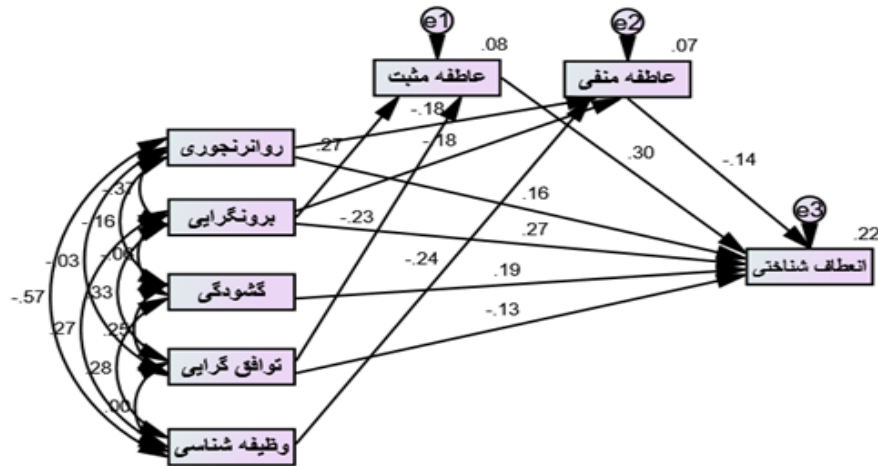 e1
e2
.08
.07
عاطفه مثبت
عاطفه منفی
-.18
.27
-.18
روانرنجوری
.30
-.14
-.37
.16
e3
-.16
برونگرایی
-.23
.27
.22
-.03
-.06
-.24
انعطاف شناختی
-.57
.33
گشودگی
.19
.27
.25
-.13
.28
توافق گرایی
.00
وظیفه شناسی